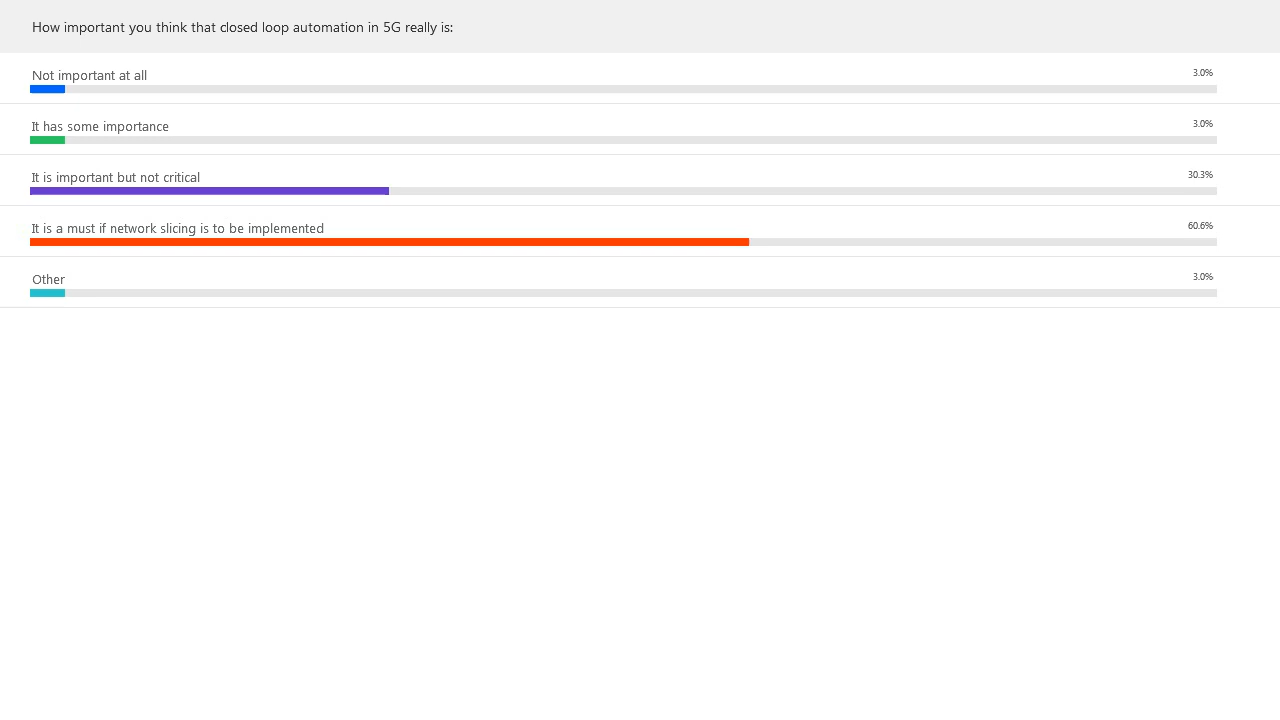 How important you think that closed loop automation in 5G really is:
Not important at all
3.0%
It has some importance
3.0%
It is important but not critical
30.3%
It is a must if network slicing is to be implemented
60.6%
Other
3.0%